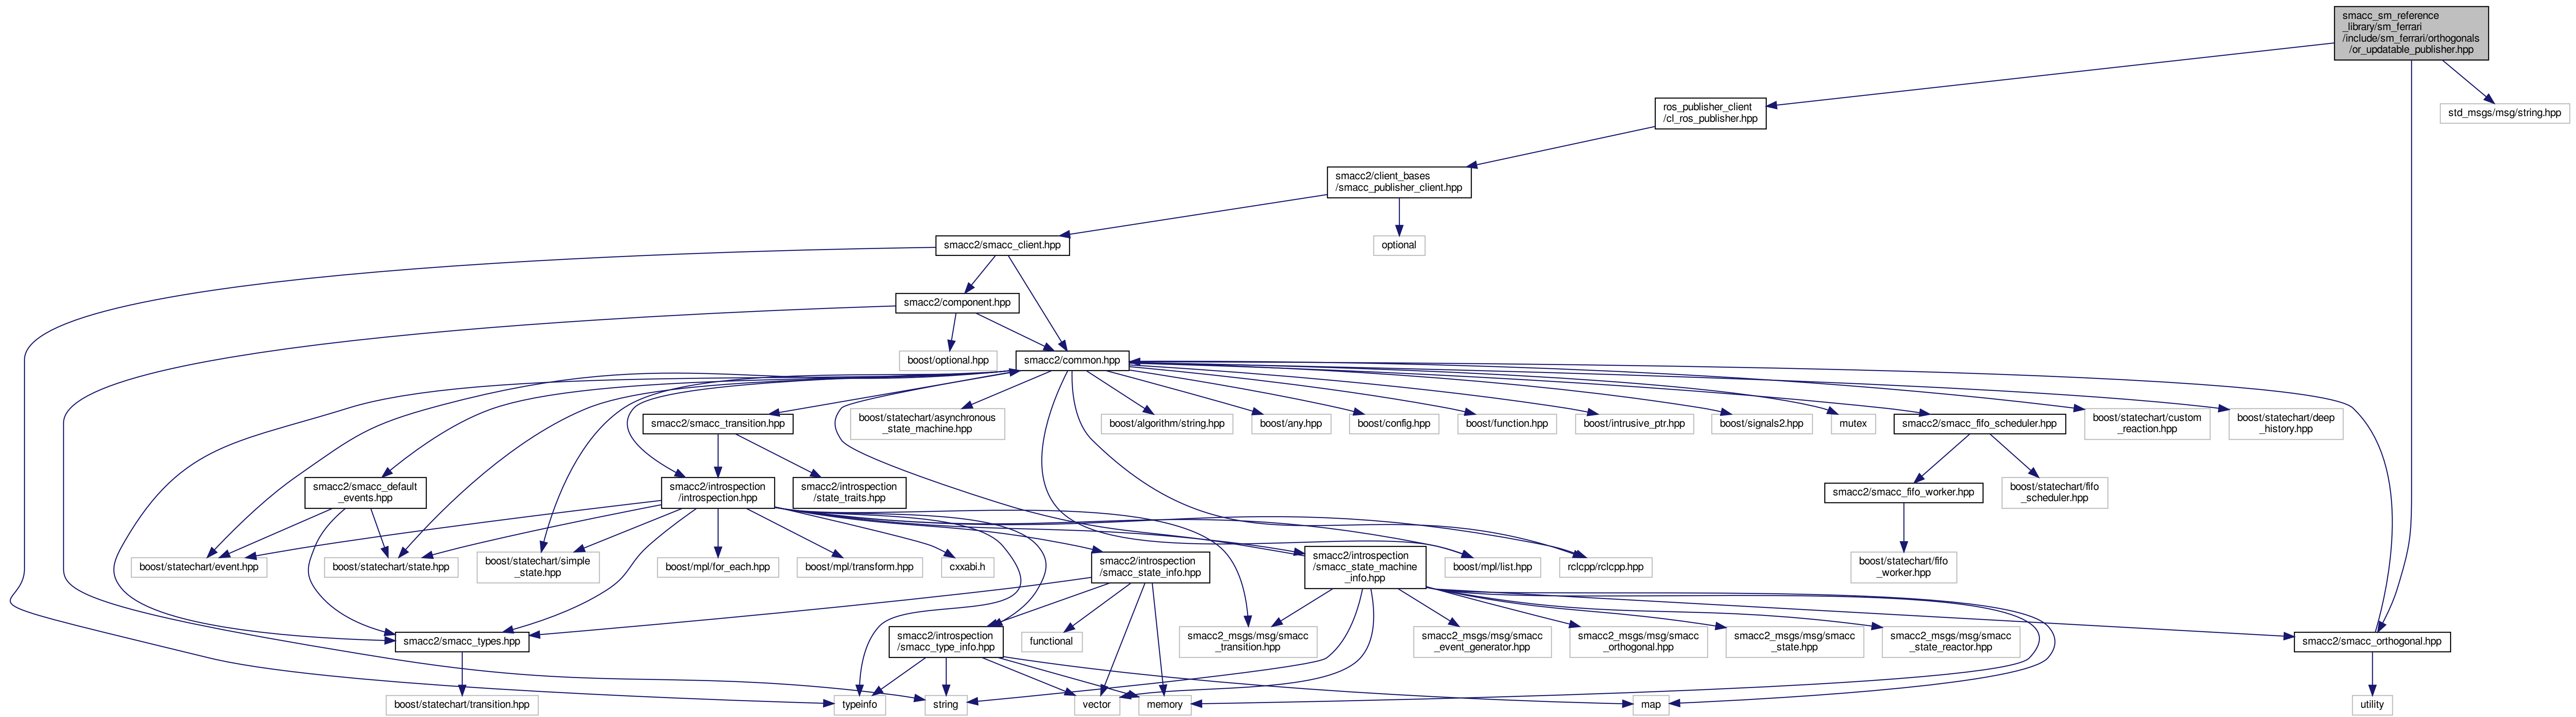 smacc_sm_reference
_library/sm_ferrari
/include/sm_ferrari/orthogonals
/or_updatable_publisher.hpp
ros_publisher_client
/cl_ros_publisher.hpp
std_msgs/msg/string.hpp
smacc2/client_bases
/smacc_publisher_client.hpp
smacc2/smacc_client.hpp
optional
smacc2/component.hpp
boost/optional.hpp
smacc2/common.hpp
smacc2/smacc_transition.hpp
boost/statechart/asynchronous
_state_machine.hpp
boost/algorithm/string.hpp
boost/any.hpp
boost/config.hpp
boost/function.hpp
boost/intrusive_ptr.hpp
boost/signals2.hpp
mutex
smacc2/smacc_fifo_scheduler.hpp
boost/statechart/custom
_reaction.hpp
boost/statechart/deep
_history.hpp
smacc2/smacc_default
_events.hpp
smacc2/introspection
/introspection.hpp
smacc2/introspection
/state_traits.hpp
smacc2/smacc_fifo_worker.hpp
boost/statechart/fifo
_scheduler.hpp
boost/statechart/event.hpp
boost/statechart/state.hpp
boost/statechart/simple
_state.hpp
boost/mpl/for_each.hpp
boost/mpl/transform.hpp
cxxabi.h
smacc2/introspection
/smacc_state_info.hpp
smacc2/introspection
/smacc_state_machine
_info.hpp
boost/mpl/list.hpp
rclcpp/rclcpp.hpp
boost/statechart/fifo
_worker.hpp
smacc2/smacc_types.hpp
smacc2/introspection
/smacc_type_info.hpp
functional
smacc2_msgs/msg/smacc
_transition.hpp
smacc2_msgs/msg/smacc
_event_generator.hpp
smacc2_msgs/msg/smacc
_orthogonal.hpp
smacc2_msgs/msg/smacc
_state.hpp
smacc2_msgs/msg/smacc
_state_reactor.hpp
smacc2/smacc_orthogonal.hpp
boost/statechart/transition.hpp
typeinfo
string
vector
memory
map
utility